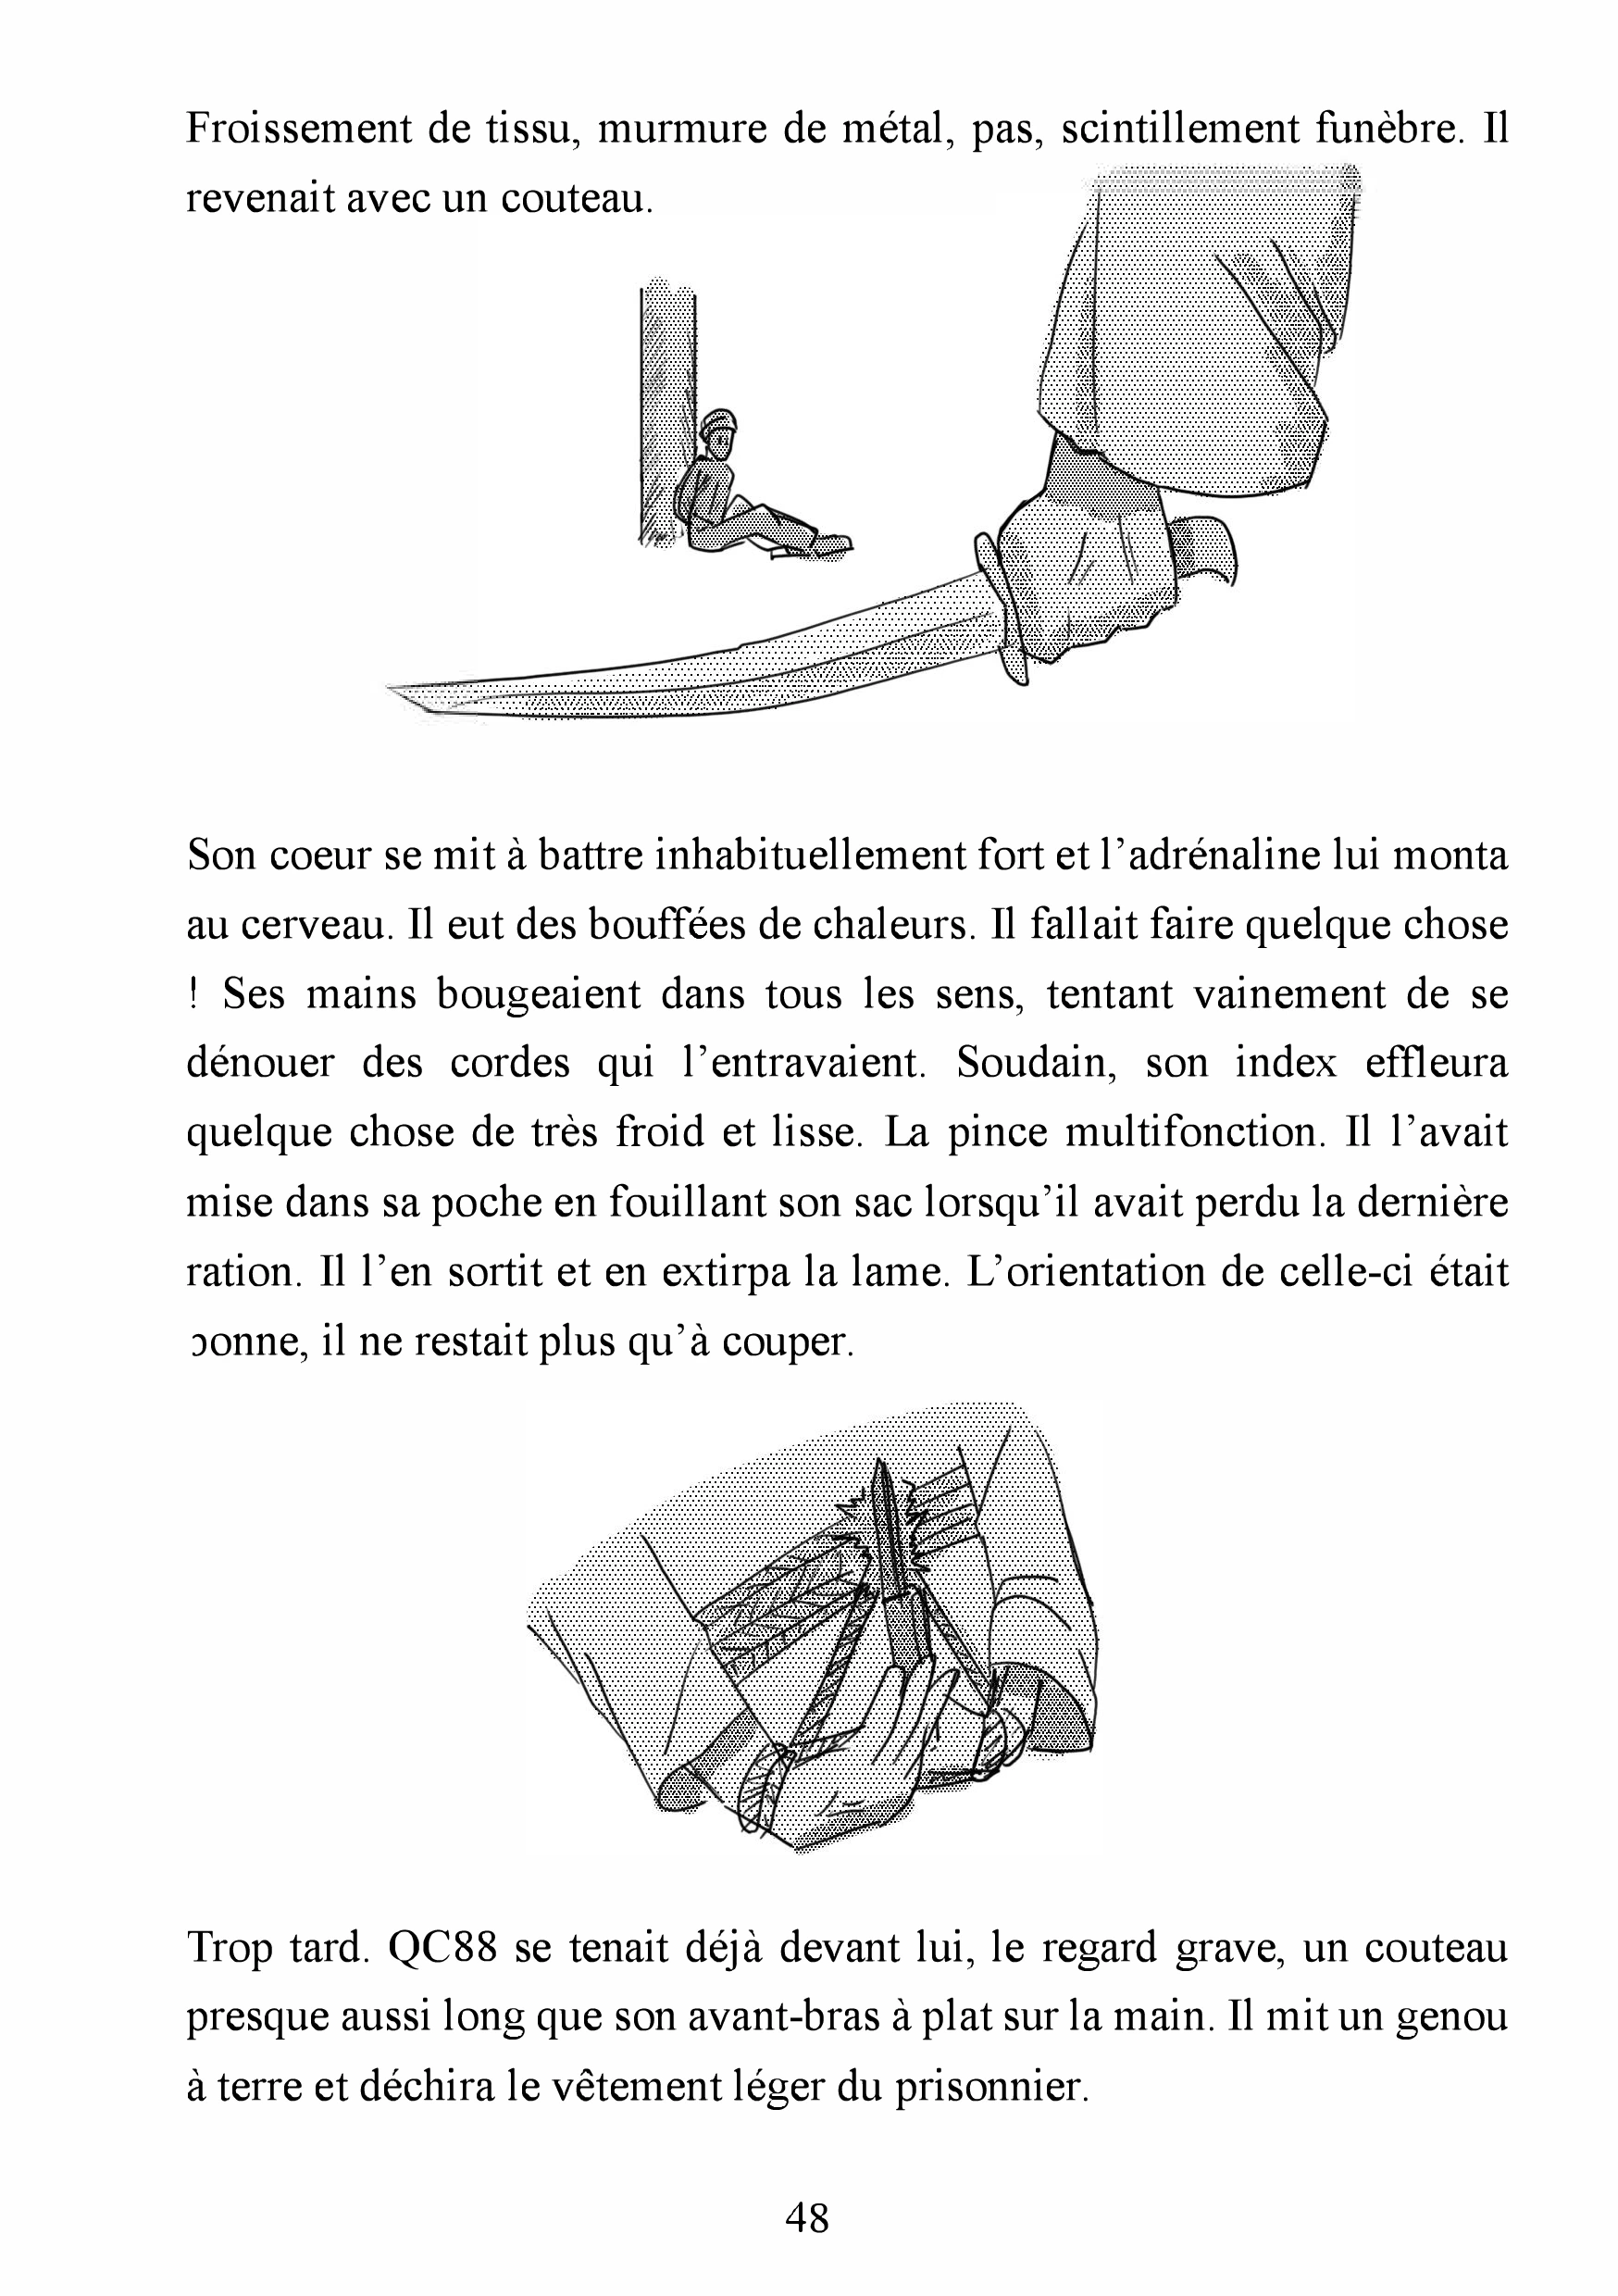 Froissement de tissu, murmure de métal, pas, scintillement funèbre. Il
revenait avec un couteau.
Son coeur se mit à battre inhabituellement fort et l’adrénaline lui monta
au cerveau. Il eut des bouffées de chaleurs. Il fallait faire quelque chose
! Ses mains bougeaient dans tous les sens, tentant vainement de se
dénouer des cordes qui l’entravaient. Soudain, son index effleura
quelque chose de très froid et lisse. La pince multifonction. Il l’avait
mise dans sa poche en fouillant son sac lorsqu’il avait perdu la dernière
ration. Il l’en sortit et en extirpa la lame. L’orientation de celle-ci était
bonne, il ne restait plus qu’à couper.
Trop tard. QC88 se tenait déjà devant lui, le regard grave, un couteau
presque aussi long que son avant-bras à plat sur la main. Il mit un genou
à terre et déchira le vêtement léger du prisonnier.
48